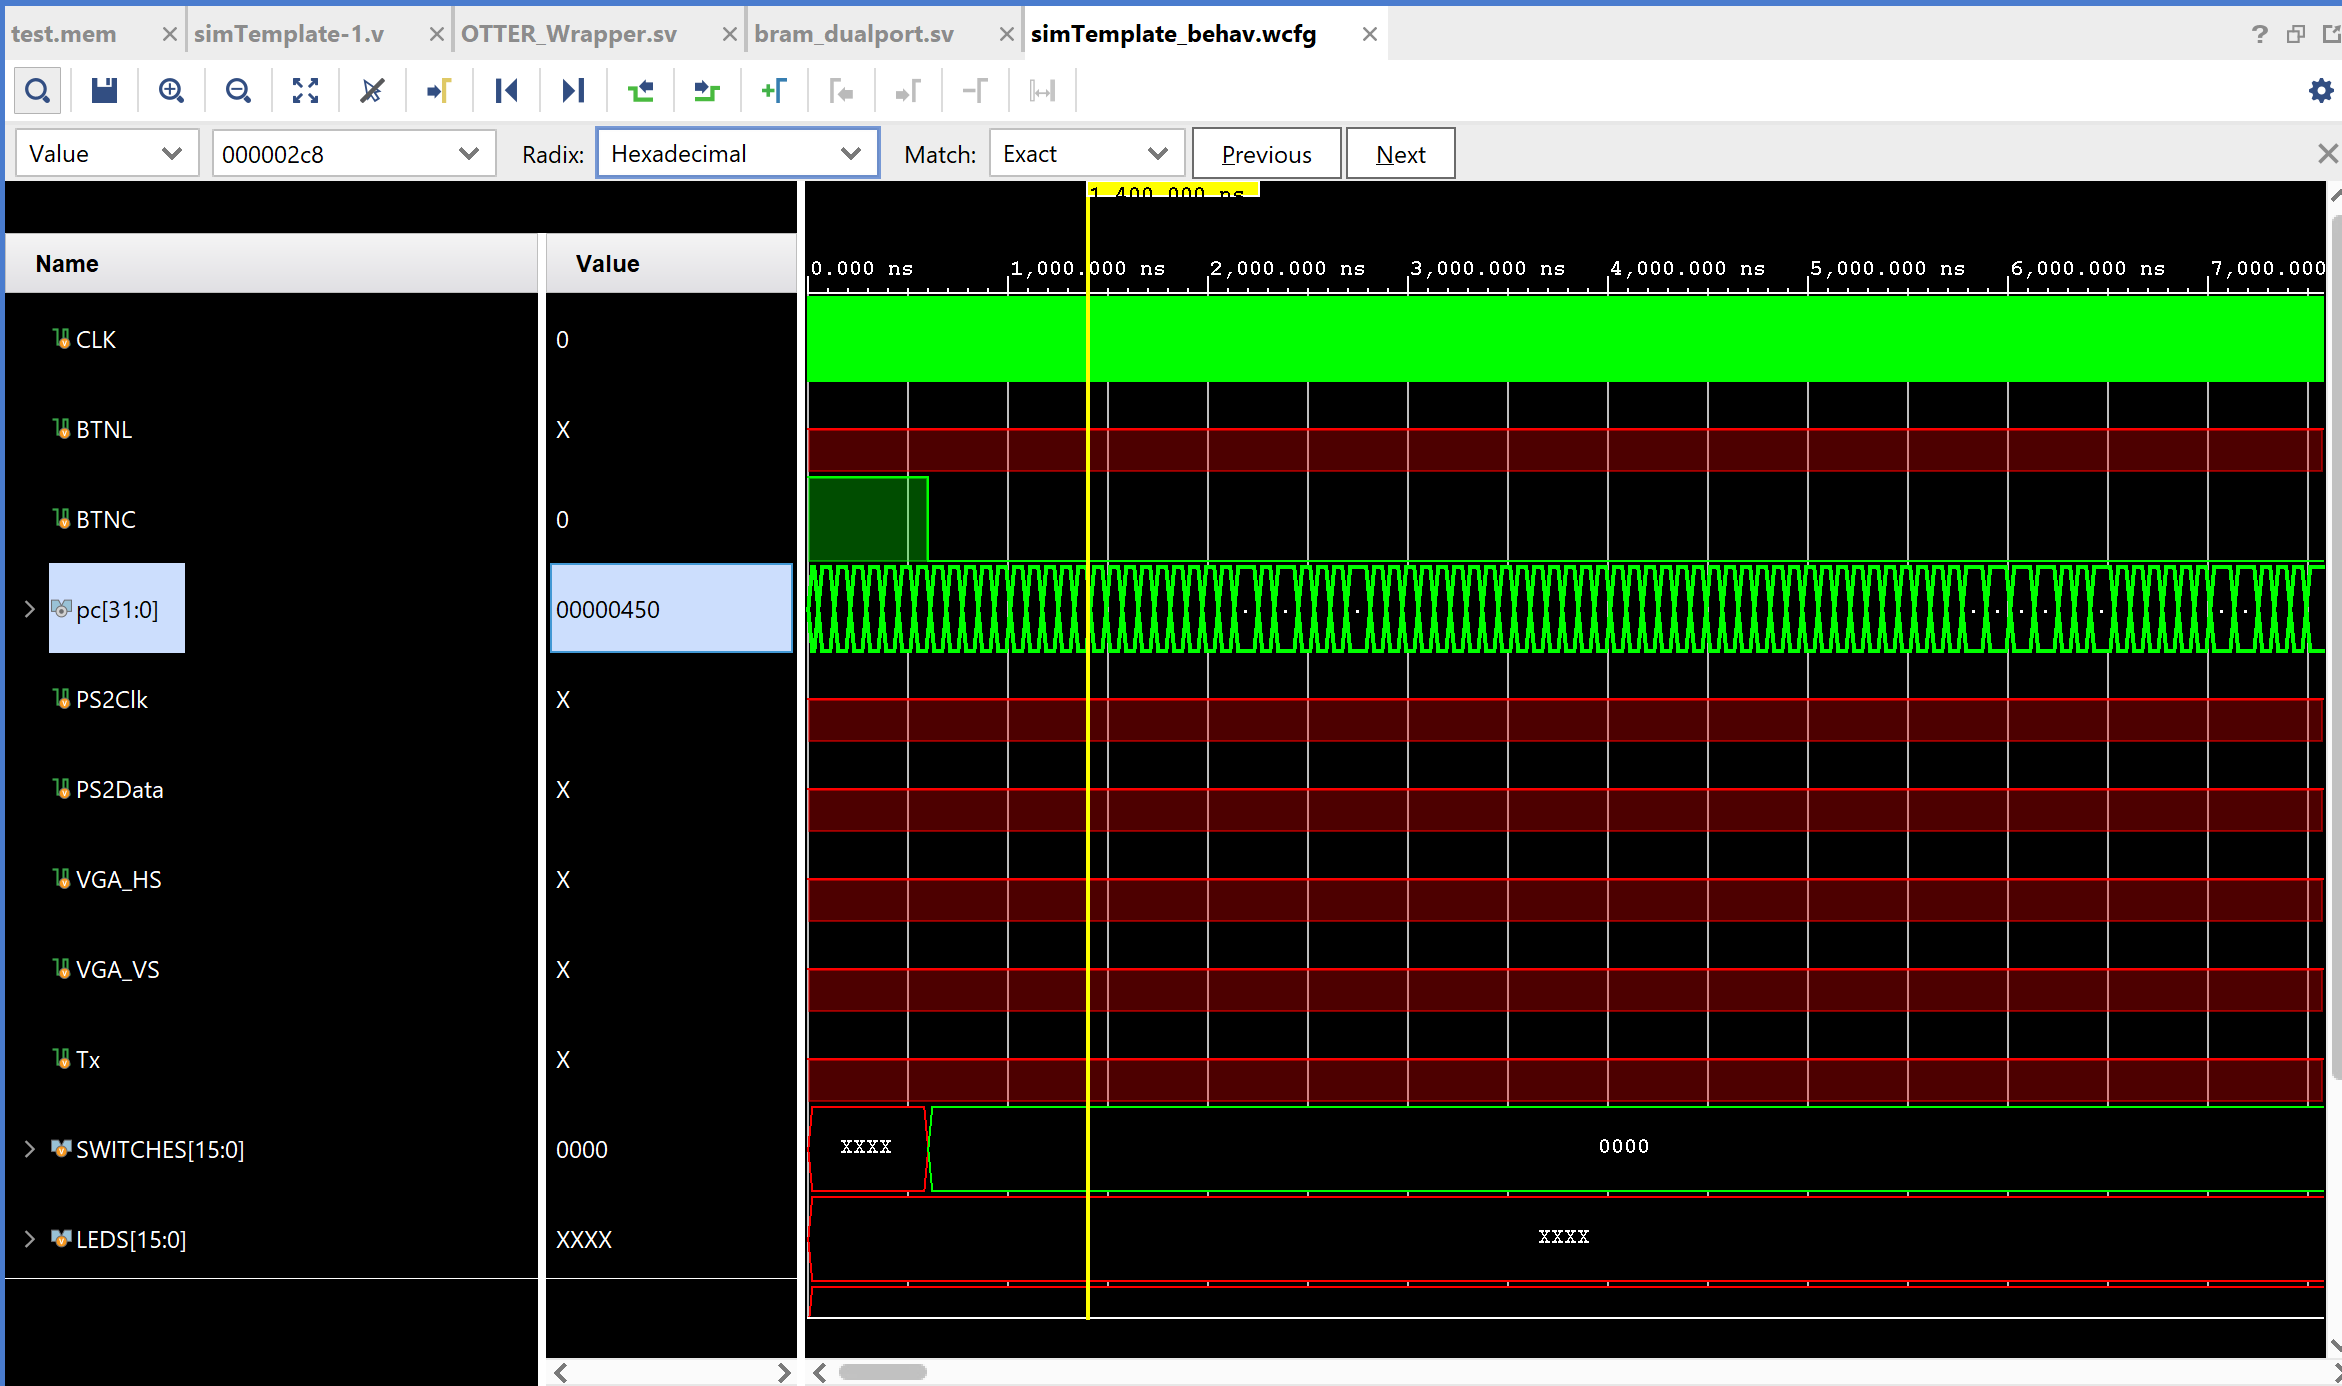 test.mem simTemplate-1.v OTTER_Wrapper.sv bram_dualport.sv simTemplate_behav.wcfg
Value 000002c8 Radix: Hexadecimal Match: Exact Previous Next
1,400.000 ns
Name Value
0.000 ns 1,000.000 ns 2,000.000 ns 3,000.000 ns 4,000.000 ns 5,000.000 ns 6,000.000 ns 7,000.000
CLK 0
BTNL X
BTNC 0
pc[31:0] 00000450
PS2Clk X
PS2Data X
VGA_HS X
VGA_VS X
Tx X
SWITCHES[15:0] 0000 XXXX 0000
LEDS[15:0] XXXX XXXX